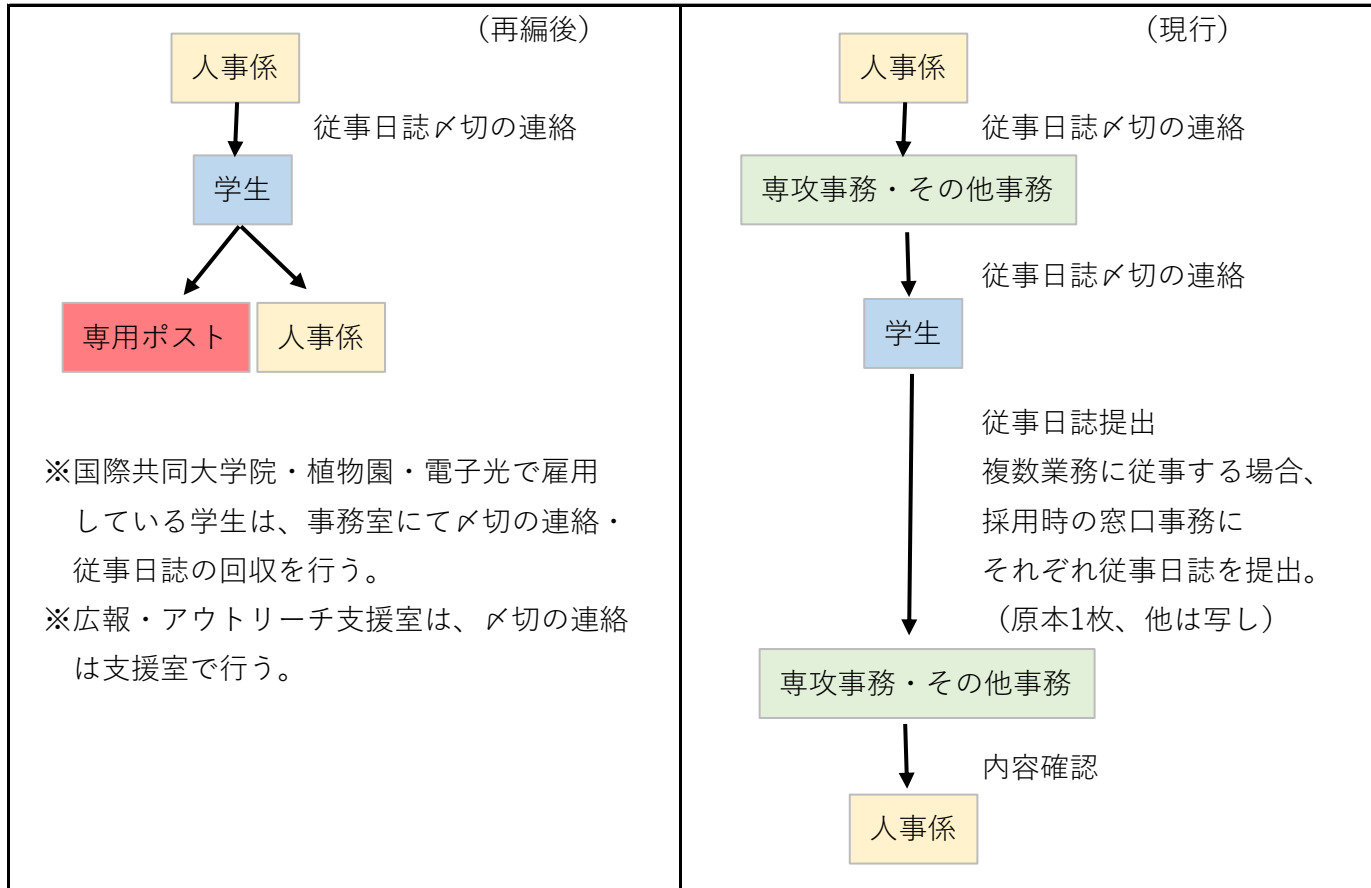 (再編後)
人事係
従事日誌〆切の連絡
学生
専用ポスト
人事係
※国際共同大学院・植物園・電子光で雇用
している学生は、事務室にて〆切の連絡・
従事日誌の回収を行う。
※広報・アウトリーチ支援室は、〆切の連絡
は支援室で行う。
(現行)
人事係
従事日誌〆切の連絡
専攻事務・その他事務
従事日誌〆切の連絡
学生
従事日誌提出
複数業務に従事する場合、
採用時の窓口事務に
それぞれ従事日誌を提出。
(原本1枚、他は写し)
専攻事務・その他事務
内容確認
人事係